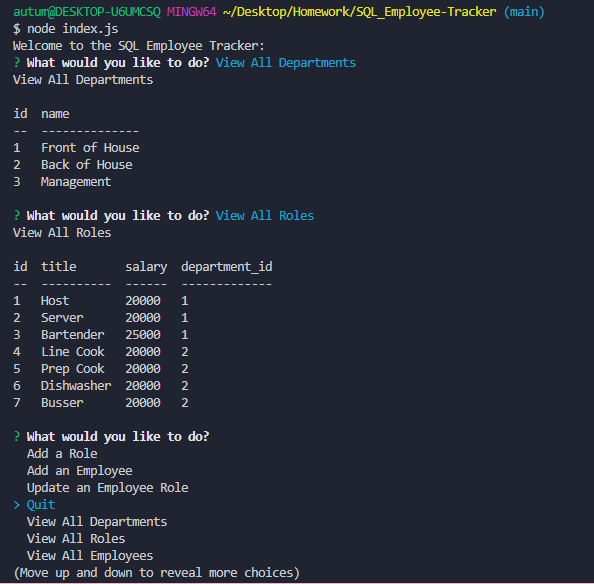 autum@DESKTOP-U6UMCSQ MINGW64 ~/Desktop/Homework/SQL_Employee-Tracker (main)
$ node index.js
Welcome to the SQL Employee Tracker:
? What would you like to do? View All Departments
View All Departments
id  name
--  --------------
1   Front of House
2   Back of House
3   Management
? What would you like to do? View All Roles
View All Roles
id  title       salary  department_id
--  ----------  ------  -------------
1   Host        20000   1
2   Server      20000   1
3   Bartender   25000   1
4   Line Cook   20000   2
5   Prep Cook   20000   2
6   Dishwasher  20000   2
7   Busser      20000   2
? What would you like to do?
  Add a Role
  Add an Employee
  Update an Employee Role
> Quit
  View All Departments
  View All Roles
  View All Employees
(Move up and down to reveal more choices)